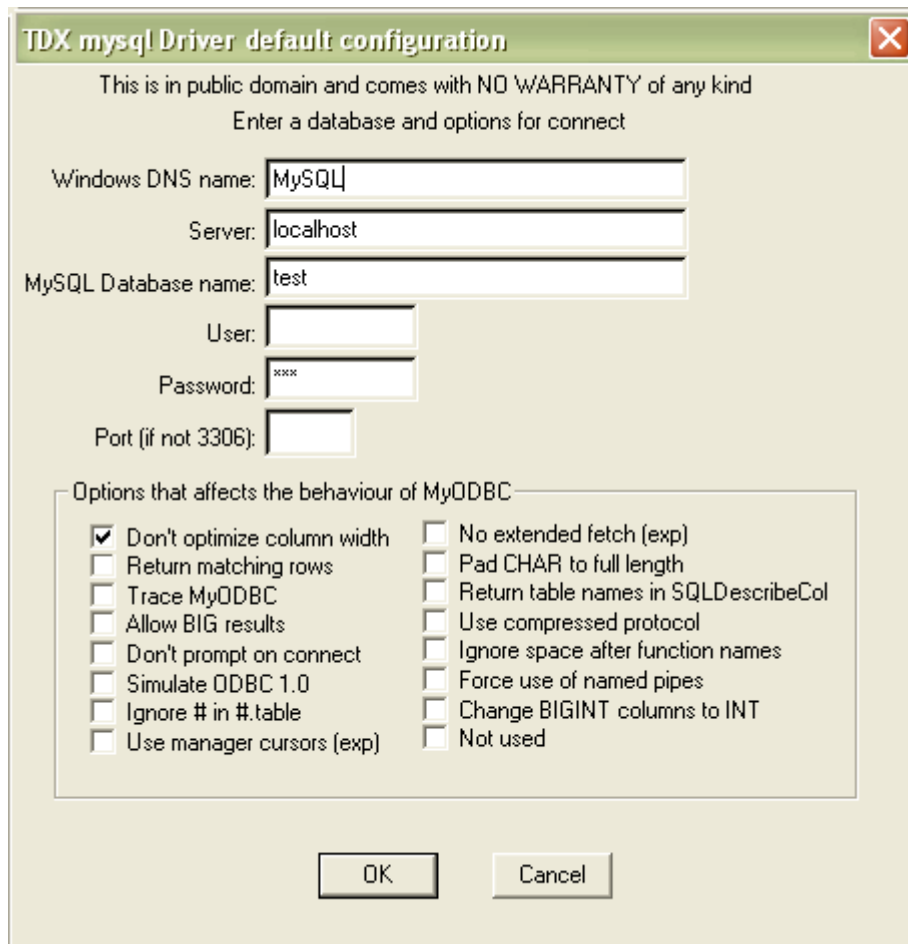 TDX mysql Driver default configuration
This is in public domain and comes with NO WARRANTY of any kind
Enter a database and options for connect
Windows DNS name: MySQL
Server: localhost
MySQL Database name: test
User:
Password: ***
Port (if not 3306):
Options that affects the behaviour of MyODBC
Don't optimize column width
Return matching rows
Trace MyODBC
Allow BIG results
Don't prompt on connect
Simulate ODBC 1.0
Ignore # in #.table
Use manager cursors (exp)
No extended fetch (exp)
Pad CHAR to full length
Return table names in SQLDescribeCol
Use compressed protocol
Ignore space after function names
Force use of named pipes
Change BIGINT columns to INT
Not used
OK Cancel